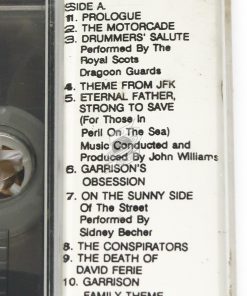 SIDE A.
1. PROLOGUE
2. THE MOTORCADE
3. DRUMMERS' SALUTE
Performed By The
Royal Scots
Dragoon Guards
4. THEME FROM JFK
5. ETERNAL FATHER,
STRONG TO SAVE
(For Those In
Peril On The Sea)
Music Conducted and
Produced By John Williams
6. GARRISON'S
OBSESSION
7. ON THE SUNNY SIDE
Of The Street
Performed By
Sidney Becher
8. THE CONSPIRATORS
9. THE DEATH OF
DAVID FERIE
10. GARRISON
FAMILY THEME